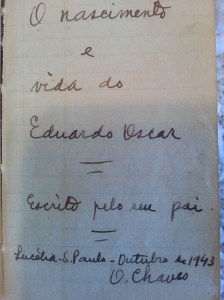 O nascimento
e
vida do
Eduardo Oscar
Escrito pelo seu pai
Lucélia - S. Paulo - Outubro de 1943
O. Chaves